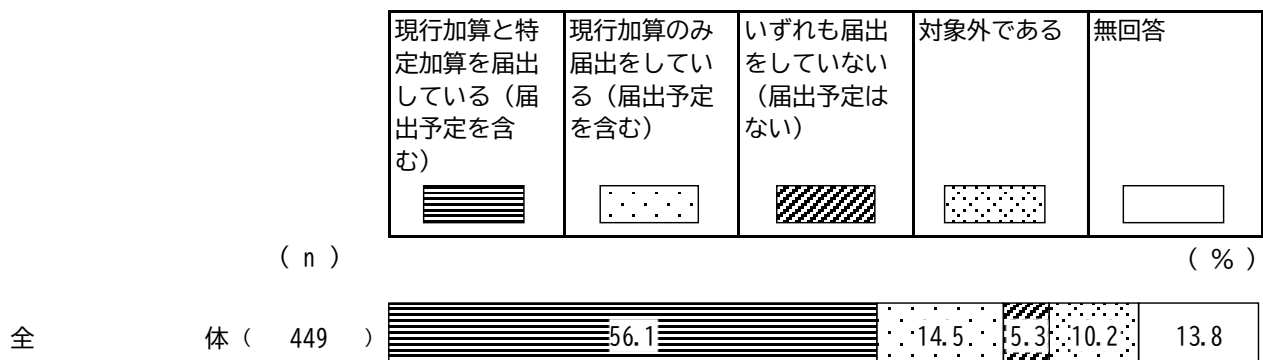 現行加算と特
定加算を届出
している（届
出予定を含
む）
現行加算のみ
届出をしてい
る（届出予定
を含む）
いずれも届出
をしていない
（届出予定は
ない）
対象外である
無回答
( n )
( % )
全 体 ( 449 ) 56.1 14.5 5.3 10.2 13.8